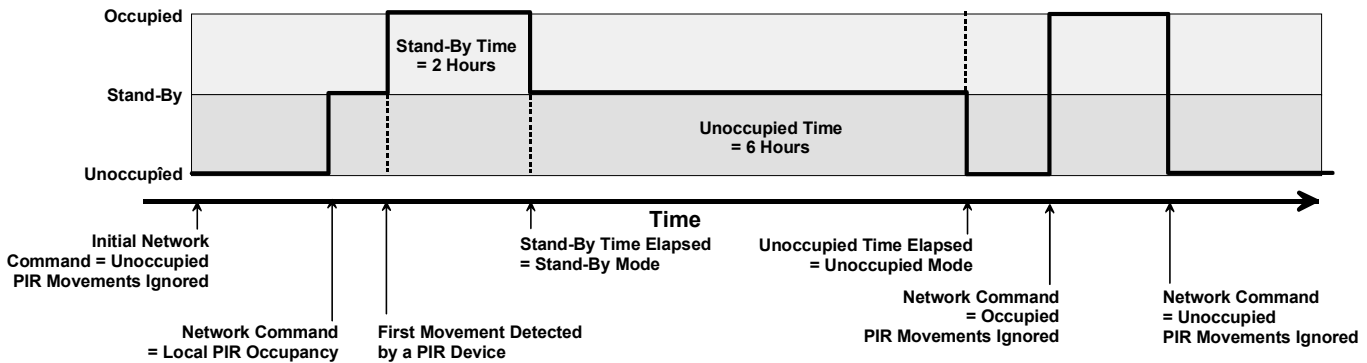 Occupied
Stand-By Time
= 2 Hours
Stand-By
Unoccupied Time
= 6 Hours
Unoccupied
Time
Initial Network
Command = Unoccupied
PIR Movements Ignored
Stand-By Time Elapsed
= Stand-By Mode
Unoccupied Time Elapsed
= Unoccupied Mode
Network Command
= Local PIR Occupancy
First Movement Detected
by a PIR Device
Network Command
= Occupied
PIR Movements Ignored
Network Command
= Unoccupied
PIR Movements Ignored